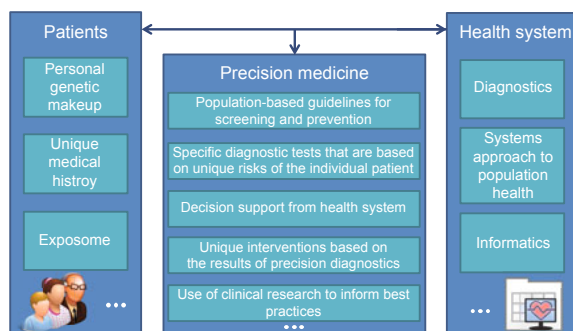 Patients
Personal
genetic
makeup
Unique
medical
histroy
Exposome
...
Precision medicine
Population-based guidelines for
screening and prevention
Specific diagnostic tests that are based
on unique risks of the individual patient
Decision support from health system
Unique interventions based on
the results of precision diagnostics
Use of clinical research to inform best
practices
...
Health system
Diagnostics
Systems
approach to
population
health
Informatics
...